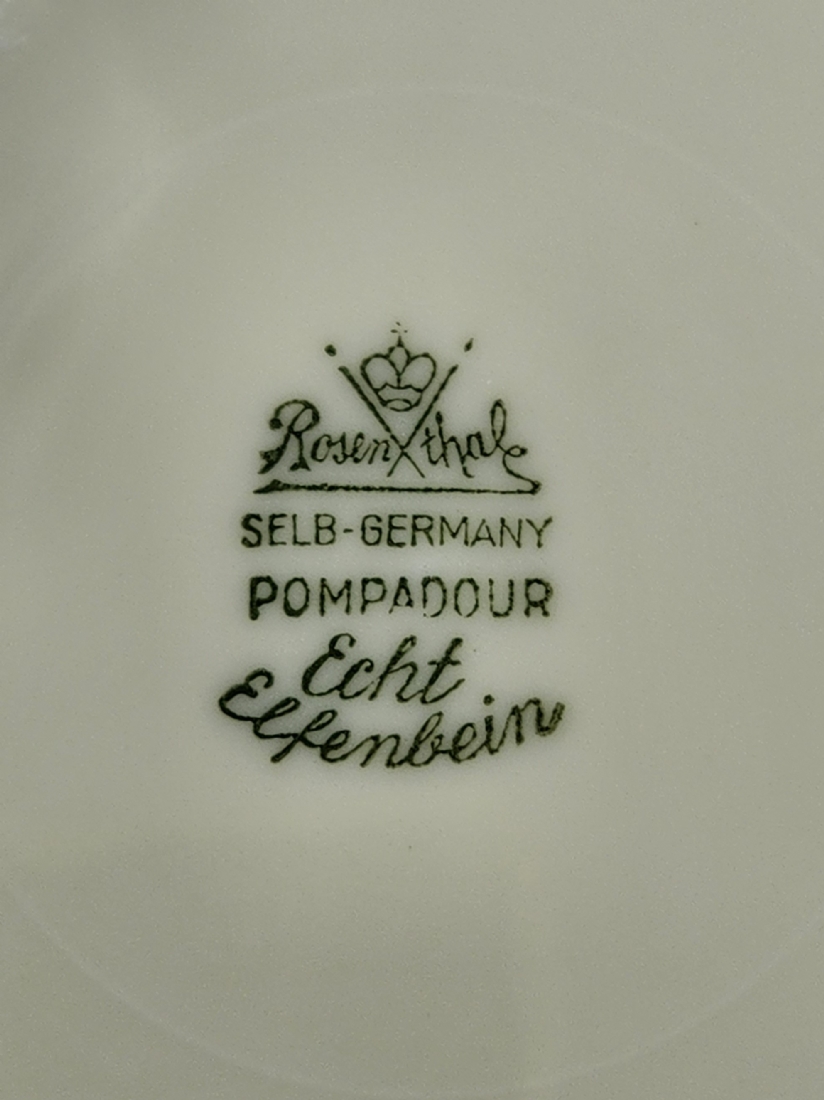 Rosenthal
SELB-GERMANY
POMPADOUR
Echt
Elfenbein